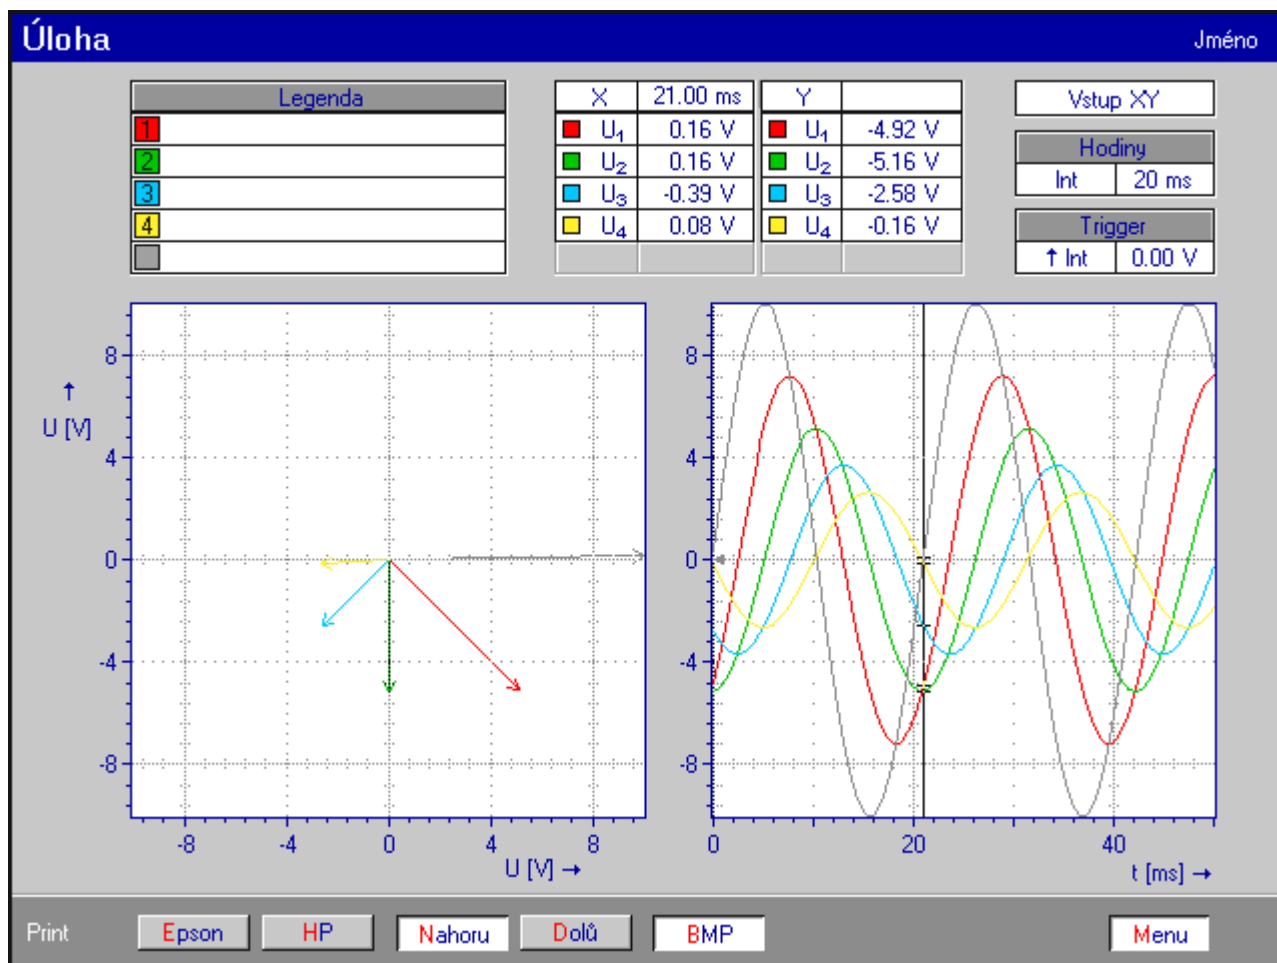 Úloha Jméno
Legenda
1
2
3
4
X 21.00 ms
U₁ 0.16 V
U₂ 0.16 V
U₃ -0.39 V
U₄ 0.08 V
Y
U₁ -4.92 V
U₂ -5.16 V
U₃ -2.58 V
U₄ -0.16 V
Vstup XY
Hodiny
Int 20 ms
Trigger
↑ Int 0.00 V
↑
U [V]
8
4
0
-4
-8
-8 -4 0 4 8
U [V] →
8
4
0
-4
-8
0 20 40
t [ms] →
Print Epson HP Nahoru Dolů BMP Menu